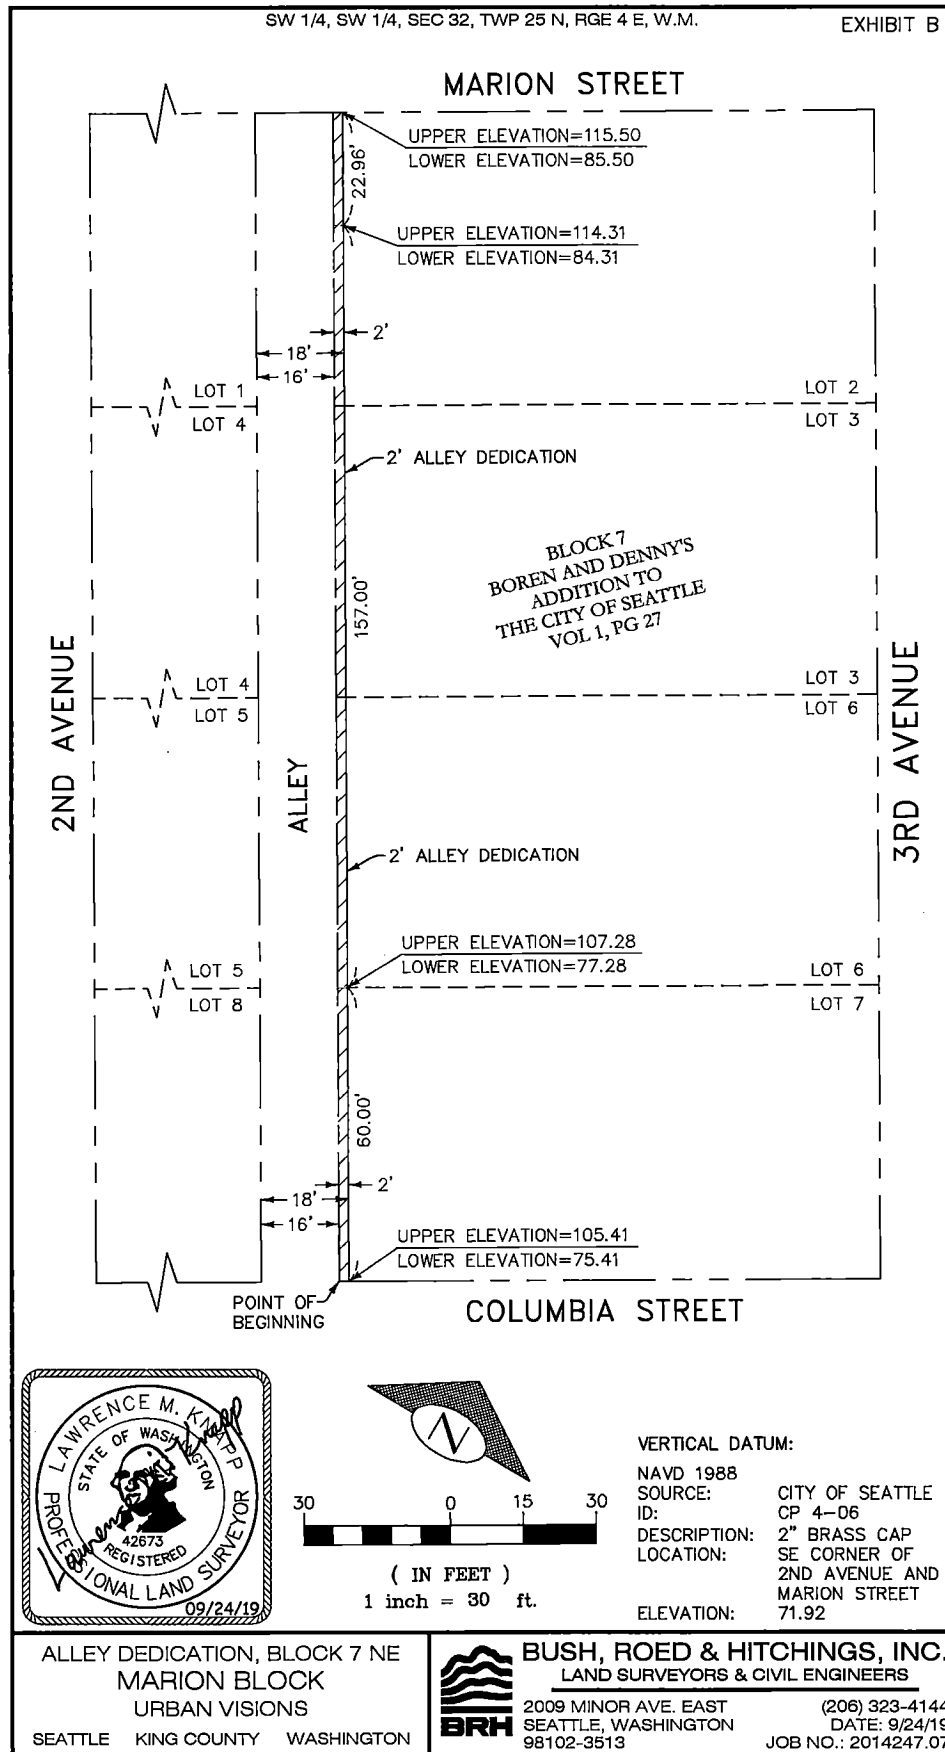 SW 1/4, SW 1/4, SEC 32, TWP 25 N, RGE 4 E, W.M.
EXHIBIT B
MARION STREET
UPPER ELEVATION=115.50
LOWER ELEVATION=85.50
22.96'
UPPER ELEVATION=114.31
LOWER ELEVATION=84.31
2'
18'
16'
LOT 1
LOT 4
LOT 2
LOT 3
2' ALLEY DEDICATION
BLOCK 7
BOREN AND DENNY'S
ADDITION TO
THE CITY OF SEATTLE
VOL 1, PG 27
157.00'
2ND AVENUE
LOT 4
LOT 5
LOT 3
LOT 6
3RD AVENUE
ALLEY
2' ALLEY DEDICATION
UPPER ELEVATION=107.28
LOWER ELEVATION=77.28
LOT 5
LOT 8
LOT 6
LOT 7
60.00'
2'
18'
16'
UPPER ELEVATION=105.41
LOWER ELEVATION=75.41
POINT OF
BEGINNING
COLUMBIA STREET
LAWRENCE M. KNAPP
STATE OF WASHINGTON
Lawrence M. Knapp
42673
REGISTERED
PROFESSIONAL LAND SURVEYOR
09/24/19
N
30 0 15 30
( IN FEET )
1 inch = 30 ft.
VERTICAL DATUM:
NAVD 1988
SOURCE: CITY OF SEATTLE
ID: CP 4-06
DESCRIPTION: 2" BRASS CAP
LOCATION: SE CORNER OF
2ND AVENUE AND
MARION STREET
ELEVATION: 71.92
ALLEY DEDICATION, BLOCK 7 NE
MARION BLOCK
URBAN VISIONS
SEATTLE KING COUNTY WASHINGTON
BRH
BUSH, ROED & HITCHINGS, INC.
LAND SURVEYORS & CIVIL ENGINEERS
2009 MINOR AVE. EAST (206) 323-4144
SEATTLE, WASHINGTON DATE: 9/24/19
98102-3513 JOB NO.: 2014247.07